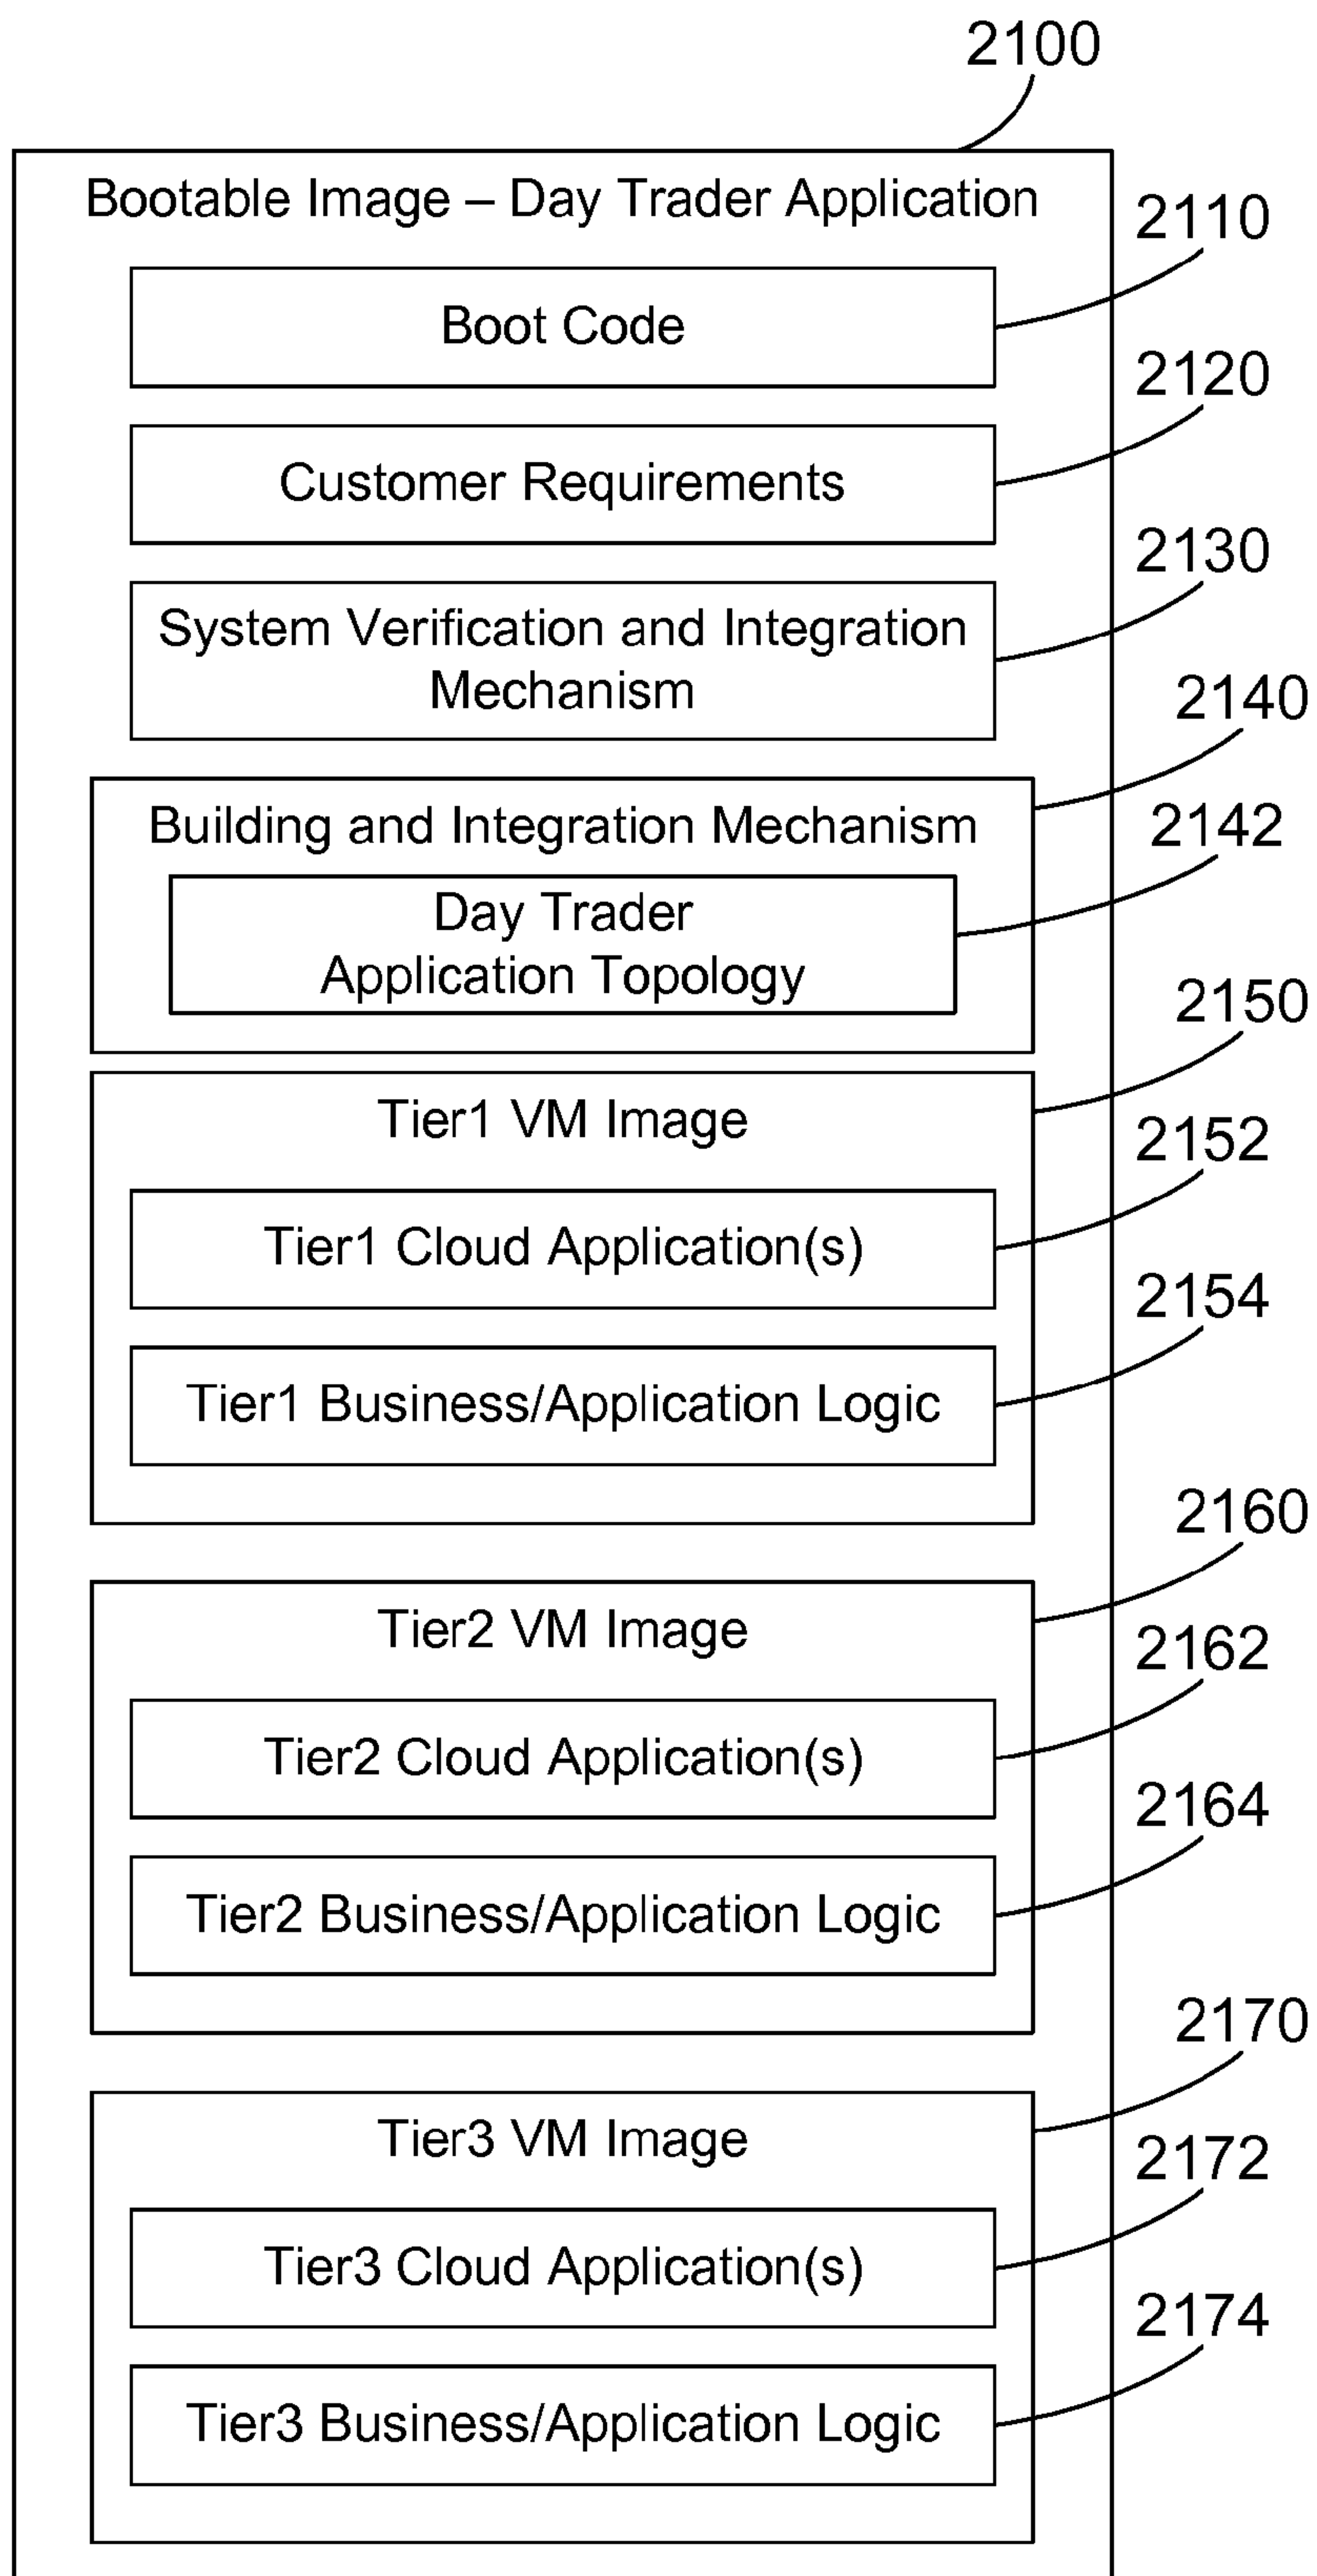 2100
Bootable Image – Day Trader Application
2110
Boot Code
2120
Customer Requirements
2130
System Verification and Integration
Mechanism
2140
Building and Integration Mechanism
2142
Day Trader
Application Topology
2150
Tier1 VM Image
2152
Tier1 Cloud Application(s)
2154
Tier1 Business/Application Logic
2160
Tier2 VM Image
2162
Tier2 Cloud Application(s)
2164
Tier2 Business/Application Logic
2170
Tier3 VM Image
2172
Tier3 Cloud Application(s)
2174
Tier3 Business/Application Logic